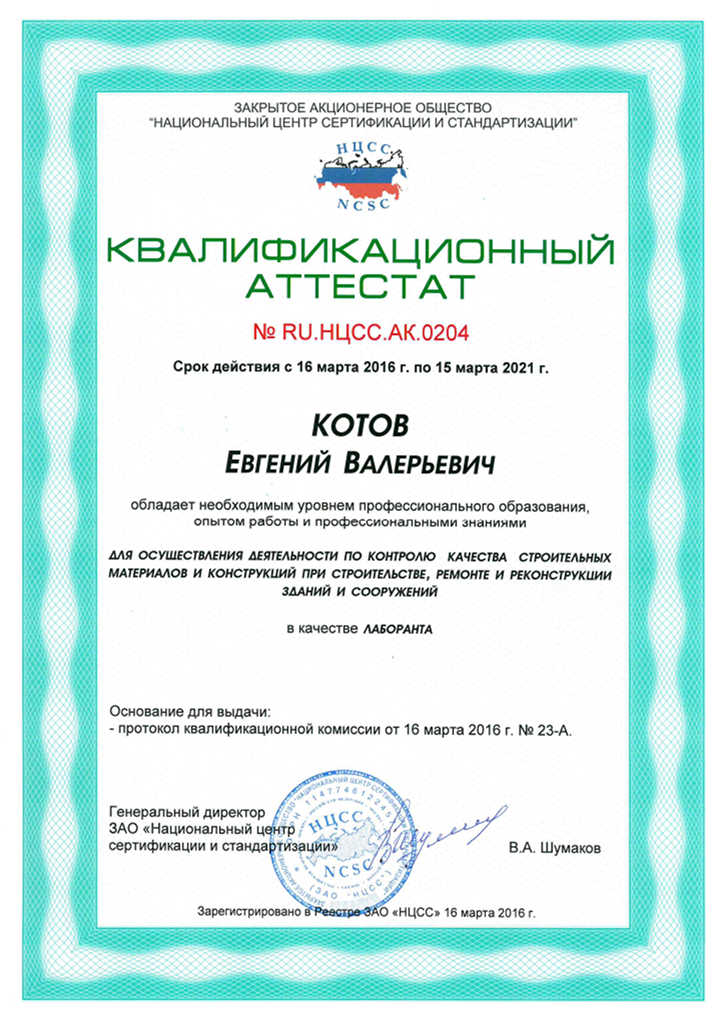 ЗАКРЫТОЕ АКЦИОНЕРНОЕ ОБЩЕСТВО
"НАЦИОНАЛЬНЫЙ ЦЕНТР СЕРТИФИКАЦИИ И СТАНДАРТИЗАЦИИ"
НЦСС
NCSC
КВАЛИФИКАЦИОННЫЙ
АТТЕСТАТ
№ RU.НЦСС.АК.0204
Срок действия с 16 марта 2016 г. по 15 марта 2021 г.
КОТОВ
ЕВГЕНИЙ ВАЛЕРЬЕВИЧ
обладает необходимым уровнем профессионального образования,
опытом работы и профессиональными знаниями
ДЛЯ ОСУЩЕСТВЛЕНИЯ ДЕЯТЕЛЬНОСТИ ПО КОНТРОЛЮ КАЧЕСТВА СТРОИТЕЛЬНЫХ
МАТЕРИАЛОВ И КОНСТРУКЦИЙ ПРИ СТРОИТЕЛЬСТВЕ, РЕМОНТЕ И РЕКОНСТРУКЦИИ
ЗДАНИЙ И СООРУЖЕНИЙ
в качестве ЛАБОРАНТА
Основание для выдачи:
- протокол квалификационной комиссии от 16 марта 2016 г. № 23-А.
Генеральный директор
ЗАО «Национальный центр
сертификации и стандартизации»
В.А. Шумаков
НЦСС
NCSC
(ЗАО "НЦСС")
Зарегистрировано в Реестре ЗАО «НЦСС» 16 марта 2016 г.